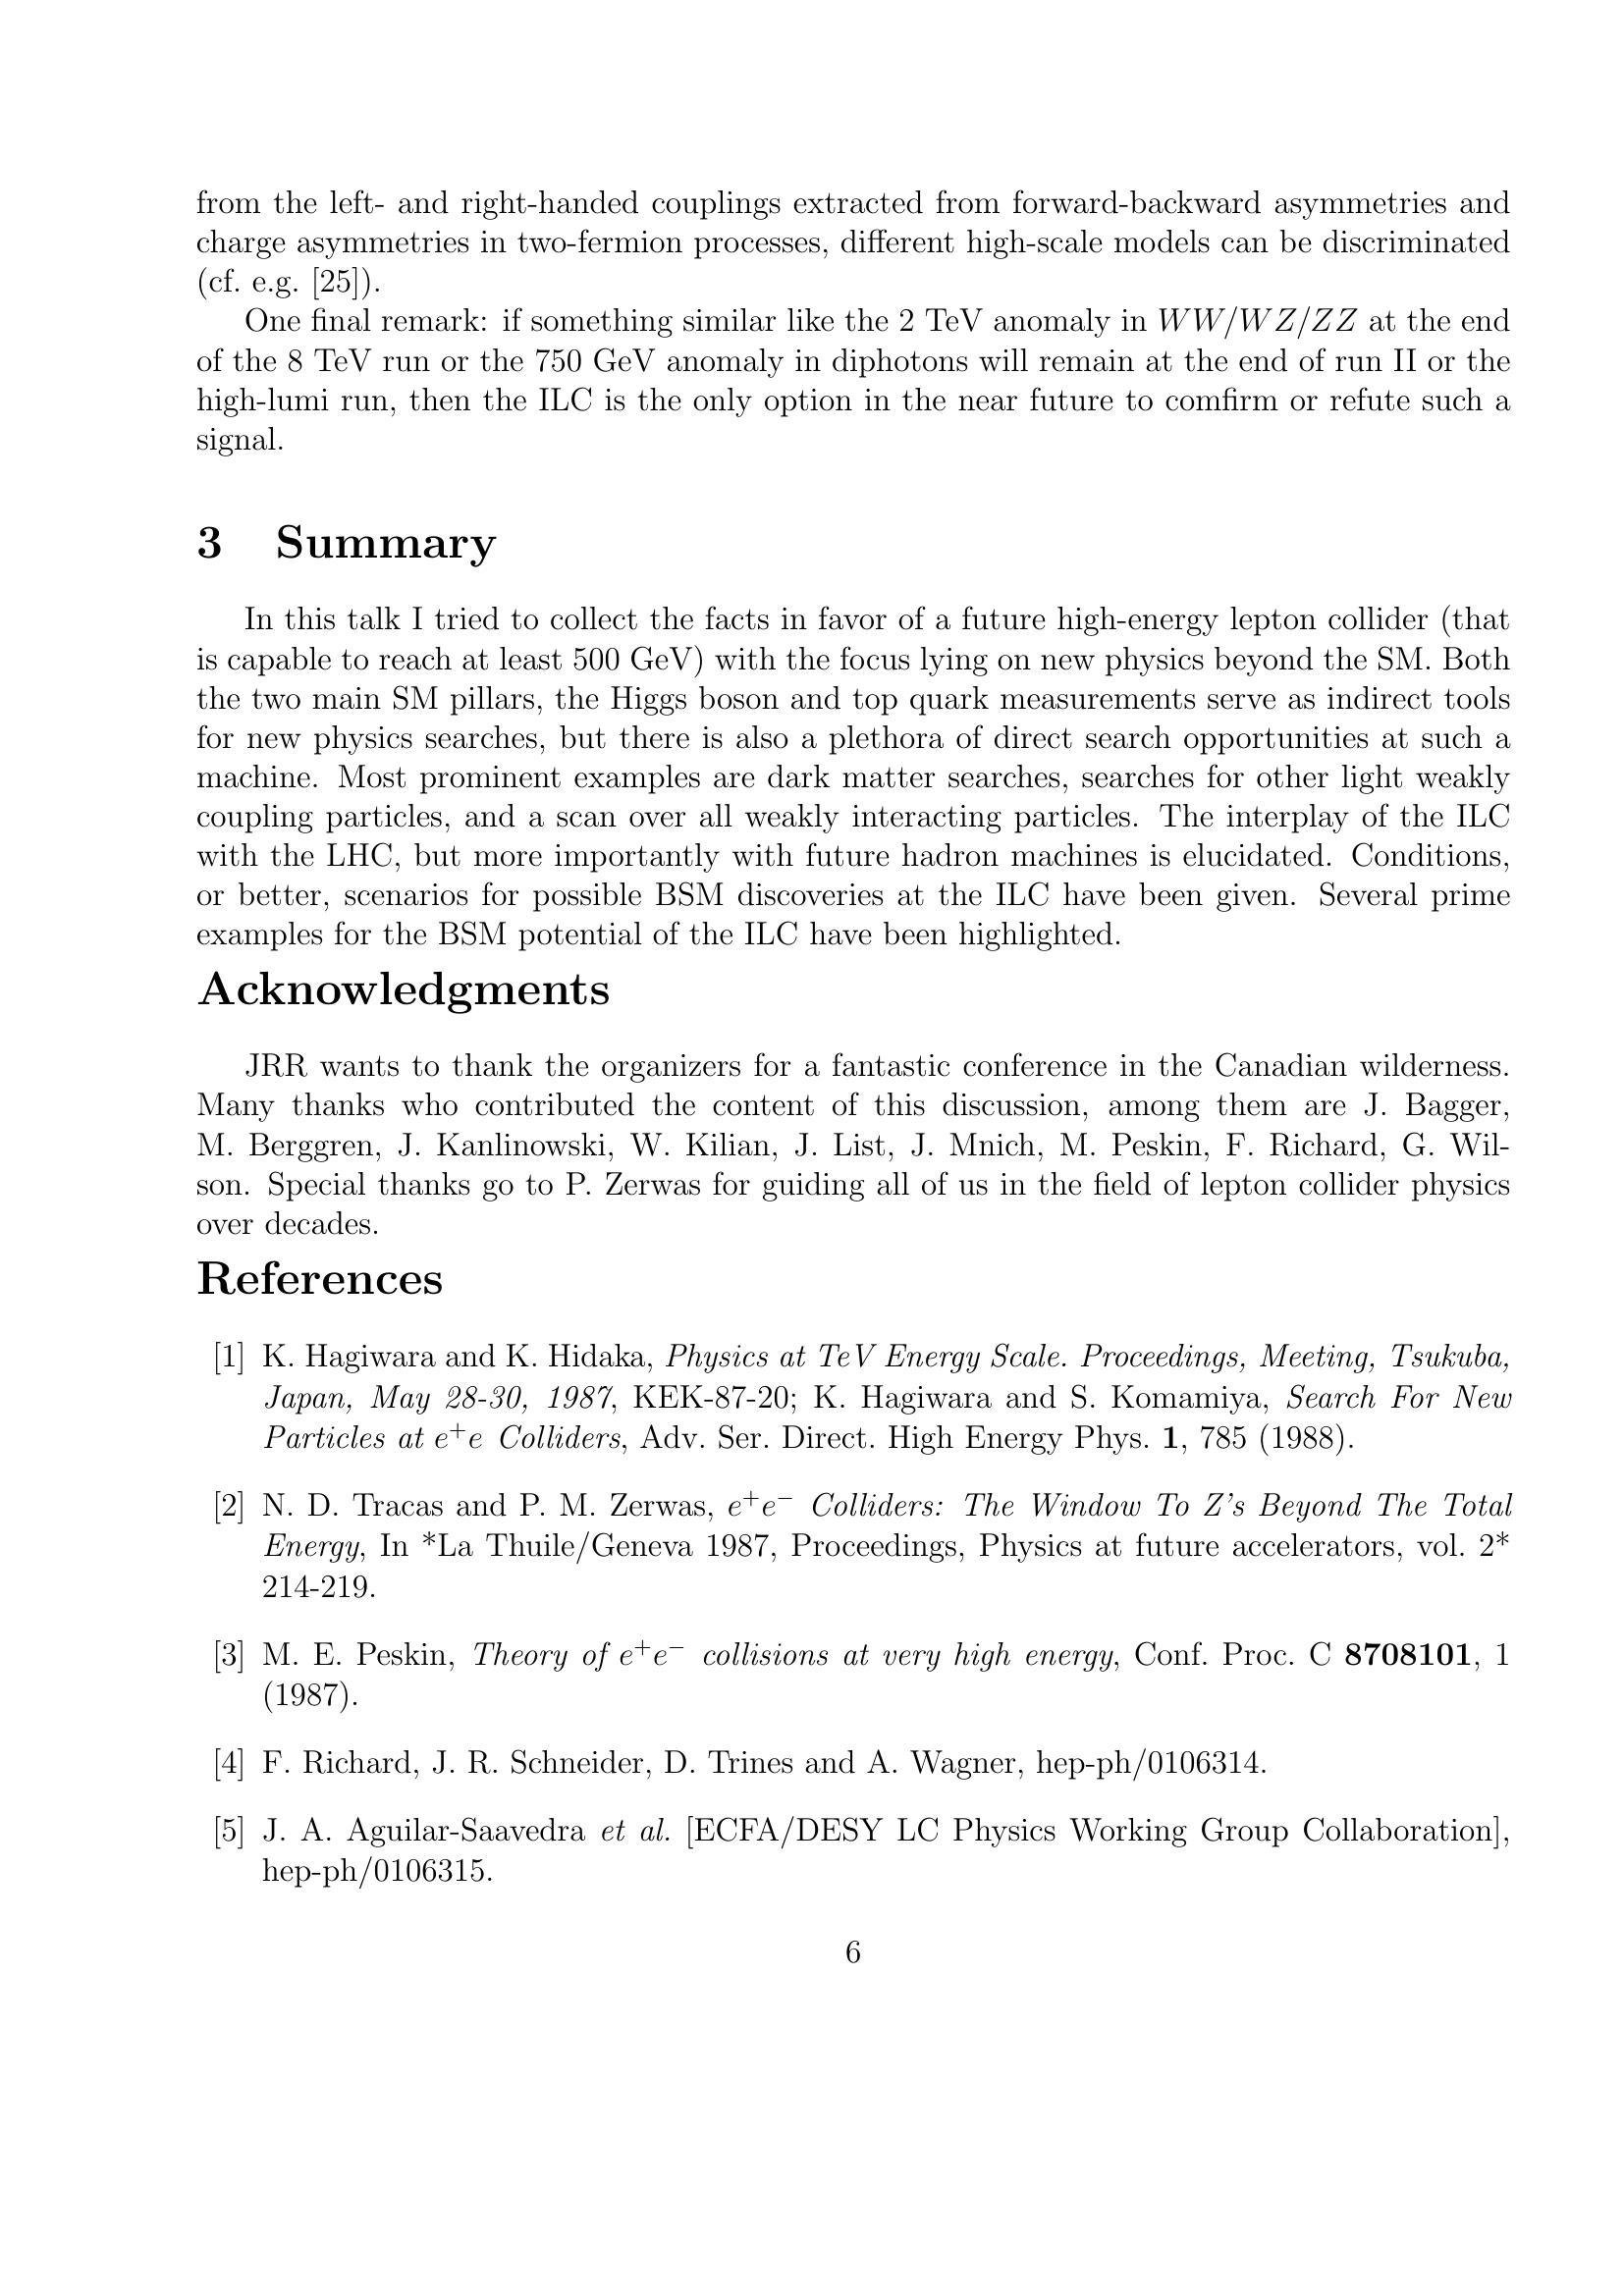 from the left- and right-handed couplings extracted from forward-backward asymmetries and
charge asymmetries in two-fermion processes, different high-scale models can be discriminated
(cf. e.g. [25]).
One final remark: if something similar like the 2 TeV anomaly in WW/WZ/ZZ at the end
of the 8 TeV run or the 750 GeV anomaly in diphotons will remain at the end of run II or the
high-lumi run, then the ILC is the only option in the near future to comfirm or refute such a
signal.
3 Summary
In this talk I tried to collect the facts in favor of a future high-energy lepton collider (that
is capable to reach at least 500 GeV) with the focus lying on new physics beyond the SM. Both
the two main SM pillars, the Higgs boson and top quark measurements serve as indirect tools
for new physics searches, but there is also a plethora of direct search opportunities at such a
machine. Most prominent examples are dark matter searches, searches for other light weakly
coupling particles, and a scan over all weakly interacting particles. The interplay of the ILC
with the LHC, but more importantly with future hadron machines is elucidated. Conditions,
or better, scenarios for possible BSM discoveries at the ILC have been given. Several prime
examples for the BSM potential of the ILC have been highlighted.
Acknowledgments
JRR wants to thank the organizers for a fantastic conference in the Canadian wilderness.
Many thanks who contributed the content of this discussion, among them are J. Bagger,
M. Berggren, J. Kanlinowski, W. Kilian, J. List, J. Mnich, M. Peskin, F. Richard, G. Wil-
son. Special thanks go to P. Zerwas for guiding all of us in the field of lepton collider physics
over decades.
References
[1] K. Hagiwara and K. Hidaka, Physics at TeV Energy Scale. Proceedings, Meeting, Tsukuba,
Japan, May 28-30, 1987, KEK-87-20; K. Hagiwara and S. Komamiya, Search For New
Particles at e⁺e Colliders, Adv. Ser. Direct. High Energy Phys. 1, 785 (1988).
[2] N. D. Tracas and P. M. Zerwas, e⁺e⁻ Colliders: The Window To Z's Beyond The Total
Energy, In *La Thuile/Geneva 1987, Proceedings, Physics at future accelerators, vol. 2*
214-219.
[3] M. E. Peskin, Theory of e⁺e⁻ collisions at very high energy, Conf. Proc. C 8708101, 1
(1987).
[4] F. Richard, J. R. Schneider, D. Trines and A. Wagner, hep-ph/0106314.
[5] J. A. Aguilar-Saavedra et al. [ECFA/DESY LC Physics Working Group Collaboration],
hep-ph/0106315.
6